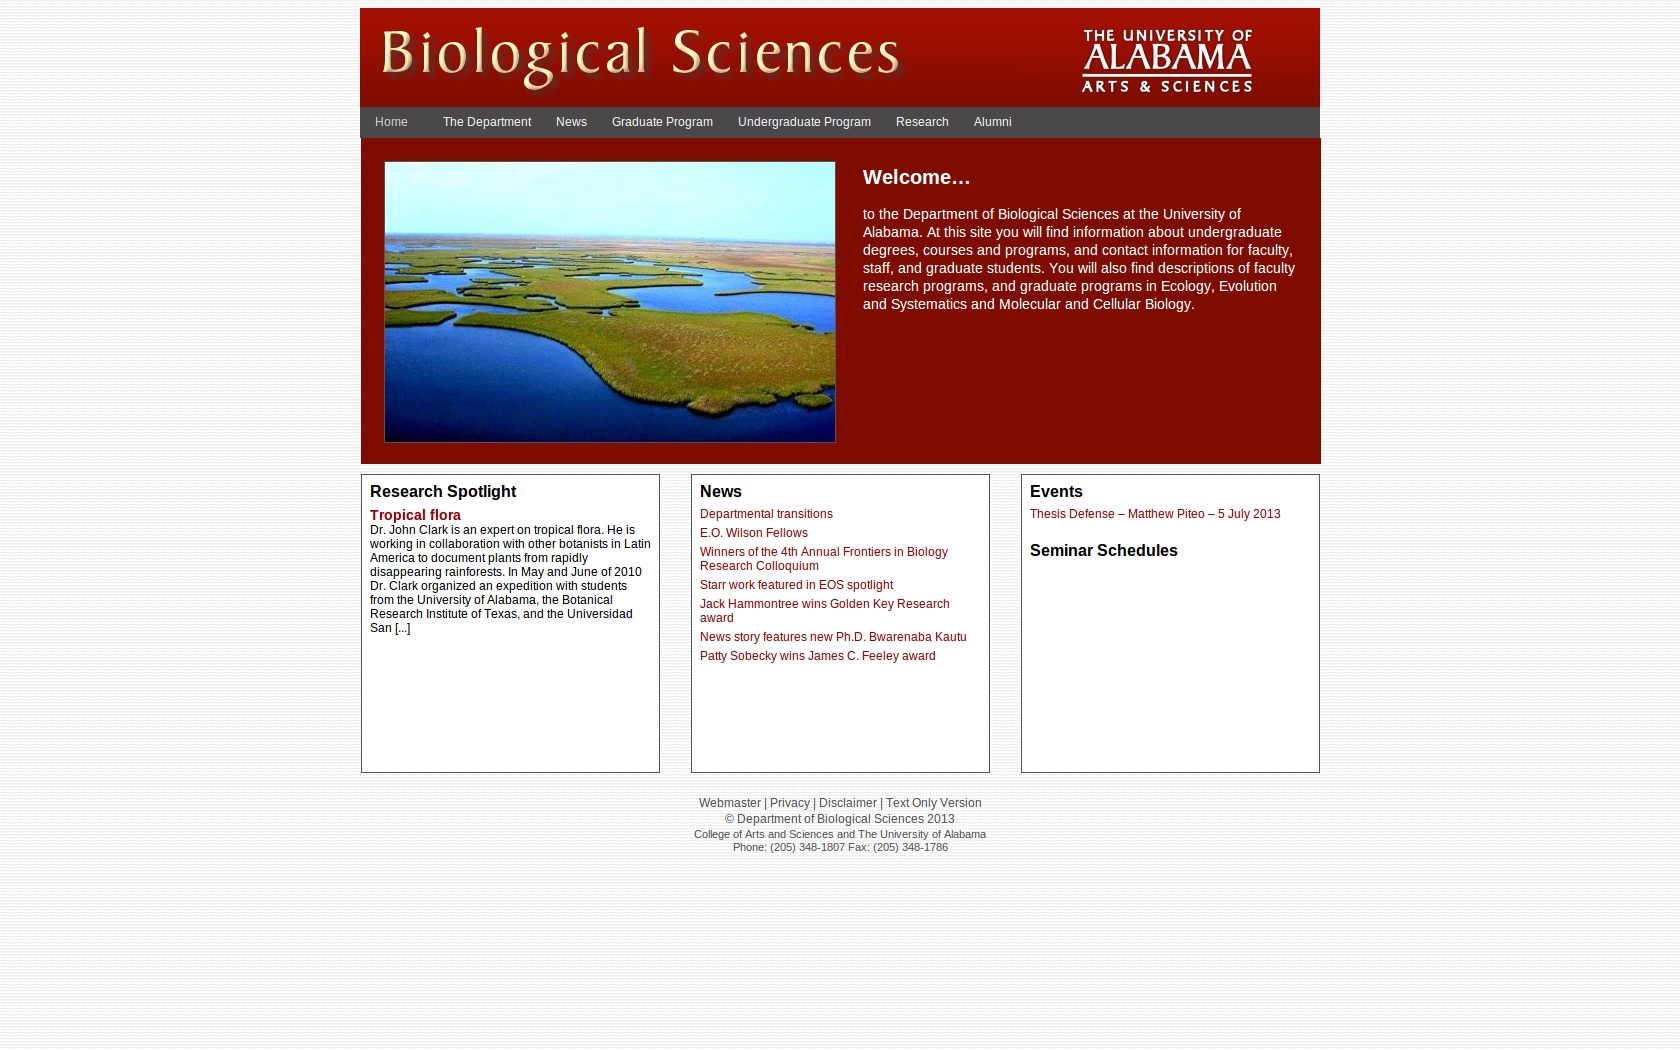 Biological Sciences
THE UNIVERSITY OF
ALABAMA
ARTS & SCIENCES
Home The Department News Graduate Program Undergraduate Program Research Alumni
Welcome…
to the Department of Biological Sciences at the University of
Alabama. At this site you will find information about undergraduate
degrees, courses and programs, and contact information for faculty,
staff, and graduate students. You will also find descriptions of faculty
research programs, and graduate programs in Ecology, Evolution
and Systematics and Molecular and Cellular Biology.
Research Spotlight
Tropical flora
Dr. John Clark is an expert on tropical flora. He is
working in collaboration with other botanists in Latin
America to document plants from rapidly
disappearing rainforests. In May and June of 2010
Dr. Clark organized an expedition with students
from the University of Alabama, the Botanical
Research Institute of Texas, and the Universidad
San [...]
News
Departmental transitions
E.O. Wilson Fellows
Winners of the 4th Annual Frontiers in Biology
Research Colloquium
Starr work featured in EOS spotlight
Jack Hammontree wins Golden Key Research
award
News story features new Ph.D. Bwarenaba Kautu
Patty Sobecky wins James C. Feeley award
Events
Thesis Defense – Matthew Piteo – 5 July 2013
Seminar Schedules
Webmaster | Privacy | Disclaimer | Text Only Version
© Department of Biological Sciences 2013
College of Arts and Sciences and The University of Alabama
Phone: (205) 348-1807 Fax: (205) 348-1786